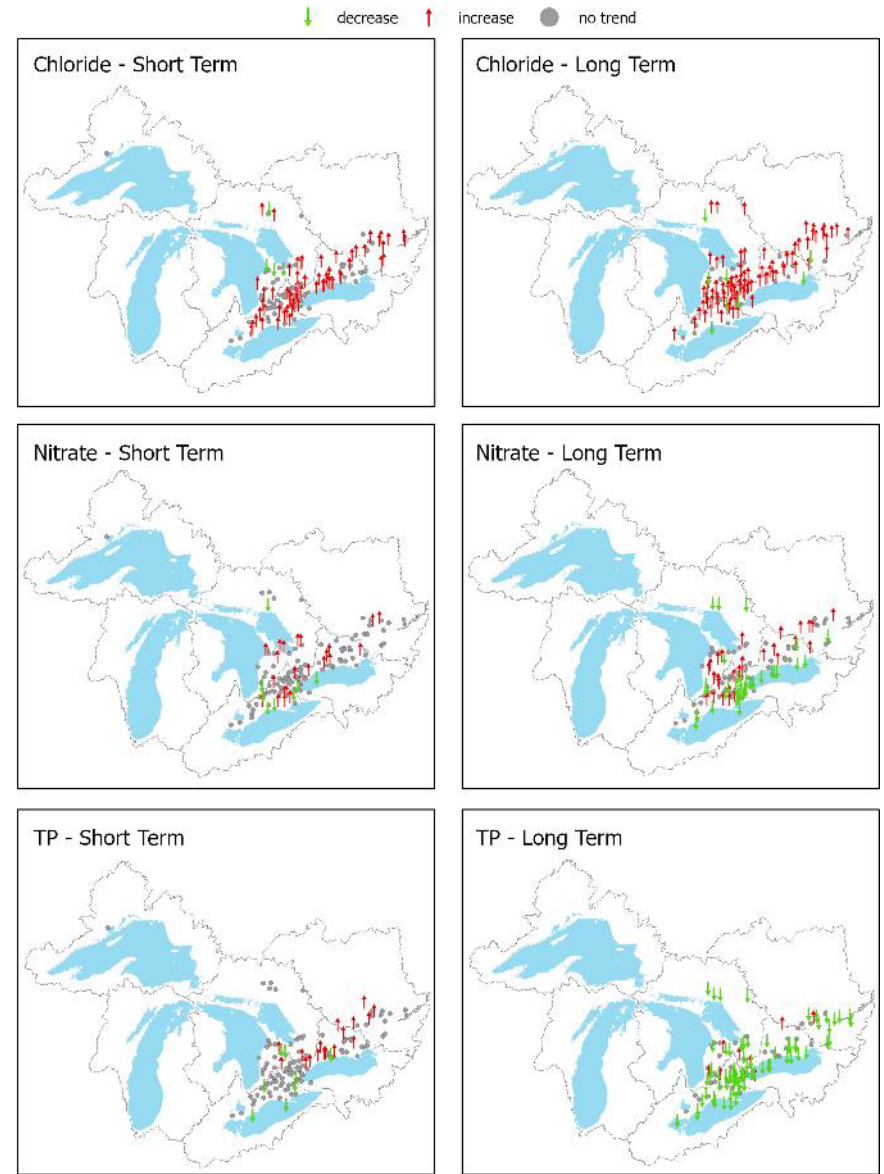 decrease increase no trend
Chloride - Short Term
Chloride - Long Term
Nitrate - Short Term
Nitrate - Long Term
TP - Short Term
TP - Long Term